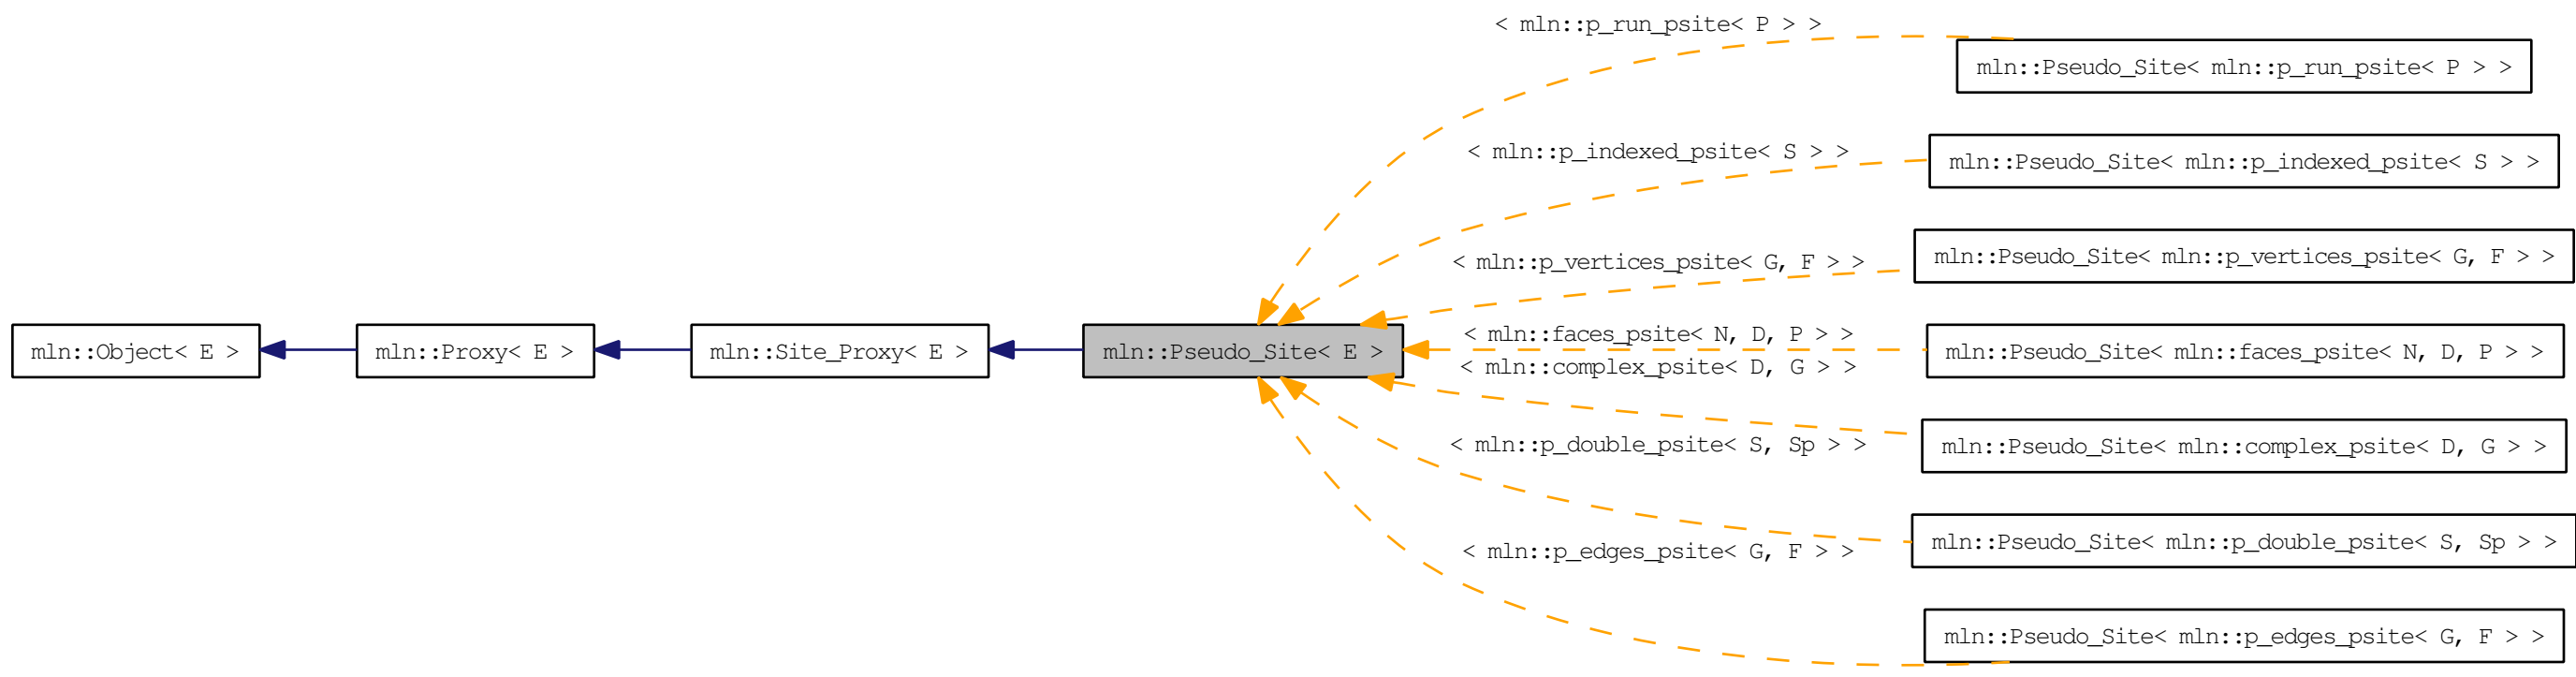 < mln::p_run_psite< P > >
mln::Pseudo_Site< mln::p_run_psite< P > >
< mln::p_indexed_psite< S > >
mln::Pseudo_Site< mln::p_indexed_psite< S > >
< mln::p_vertices_psite< G, F > >
mln::Pseudo_Site< mln::p_vertices_psite< G, F > >
mln::Object< E >
mln::Proxy< E >
mln::Site_Proxy< E >
mln::Pseudo_Site< E >
< mln::faces_psite< N, D, P > >
mln::Pseudo_Site< mln::faces_psite< N, D, P > >
< mln::complex_psite< D, G > >
mln::Pseudo_Site< mln::complex_psite< D, G > >
< mln::p_double_psite< S, Sp > >
mln::Pseudo_Site< mln::p_double_psite< S, Sp > >
< mln::p_edges_psite< G, F > >
mln::Pseudo_Site< mln::p_edges_psite< G, F > >